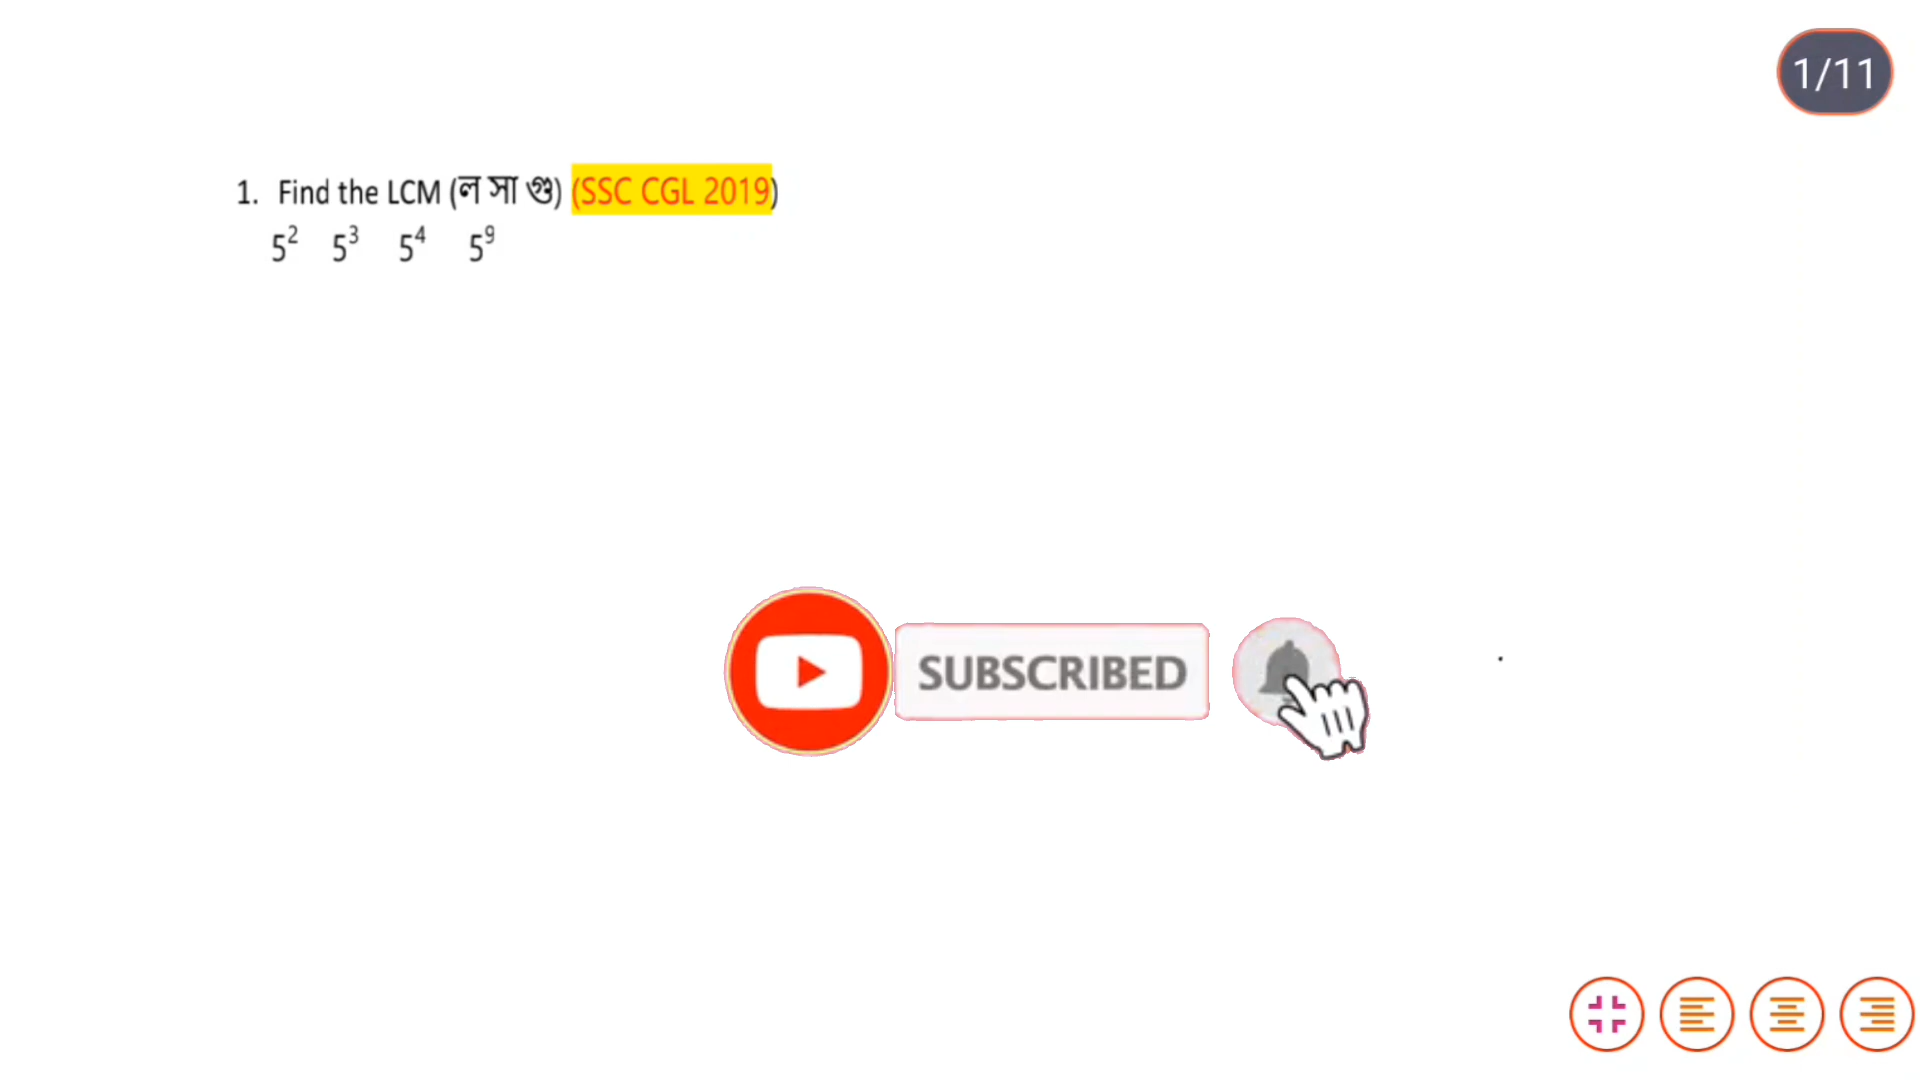 1/11
1. Find the LCM (ল সা গু) (SSC CGL 2019)
5² 5³ 5⁴ 5⁹
SUBSCRIBED